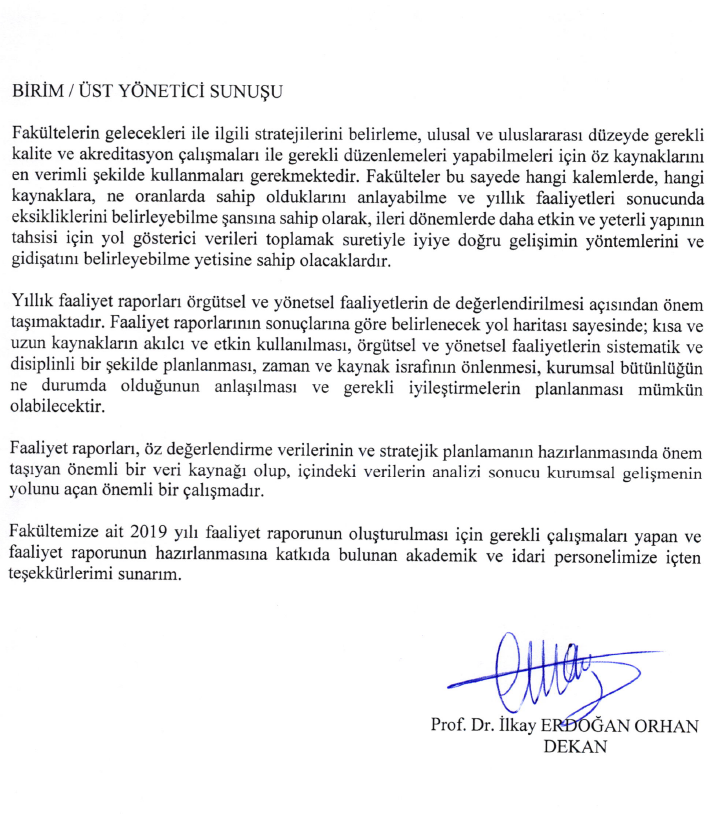 BİRİM / ÜST YÖNETİCİ SUNUŞU
Fakültelerin gelecekleri ile ilgili stratejilerini belirleme, ulusal ve uluslararası düzeyde gerekli
kalite ve akreditasyon çalışmaları ile gerekli düzenlemeleri yapabilmeleri için öz kaynaklarını
en verimli şekilde kullanmaları gerekmektedir. Fakülteler bu sayede hangi kalemlerde, hangi
kaynaklara, ne oranlarda sahip olduklarını anlayabilme ve yıllık faaliyetleri sonucunda
eksikliklerini belirleyebilme şansına sahip olarak, ileri dönemlerde daha etkin ve yeterli yapının
tahsisi için yol gösterici verileri toplamak suretiyle iyiye doğru gelişimin yöntemlerini ve
gidişatını belirleyebilme yetisine sahip olacaklardır.
Yıllık faaliyet raporları örgütsel ve yönetsel faaliyetlerin de değerlendirilmesi açısından önem
taşımaktadır. Faaliyet raporlarının sonuçlarına göre belirlenecek yol haritası sayesinde; kısa ve
uzun kaynakların akılcı ve etkin kullanılması, örgütsel ve yönetsel faaliyetlerin sistematik ve
disiplinli bir şekilde planlanması, zaman ve kaynak israfının önlenmesi, kurumsal bütünlüğün
ne durumda olduğunun anlaşılması ve gerekli iyileştirmelerin planlanması mümkün
olabilecektir.
Faaliyet raporları, öz değerlendirme verilerinin ve stratejik planlamanın hazırlanmasında önem
taşıyan önemli bir veri kaynağı olup, içindeki verilerin analizi sonucu kurumsal gelişmenin
yolunu açan önemli bir çalışmadır.
Fakültemize ait 2019 yılı faaliyet raporunun oluşturulması için gerekli çalışmaları yapan ve
faaliyet raporunun hazırlanmasına katkıda bulunan akademik ve idari personelimize içten
teşekkürlerimi sunarım.
Prof. Dr. İlkay ERDOĞAN ORHAN
DEKAN